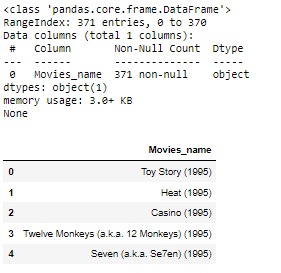 <class 'pandas.core.frame.DataFrame'>
RangeIndex: 371 entries, 0 to 370
Data columns (total 1 columns):
 #   Column       Non-Null Count  Dtype
---  ------       --------------  -----
 0   Movies_name  371 non-null    object
dtypes: object(1)
memory usage: 3.0+ KB
None
Movies_name
0 Toy Story (1995)
1 Heat (1995)
2 Casino (1995)
3 Twelve Monkeys (a.k.a. 12 Monkeys) (1995)
4 Seven (a.k.a. Se7en) (1995)